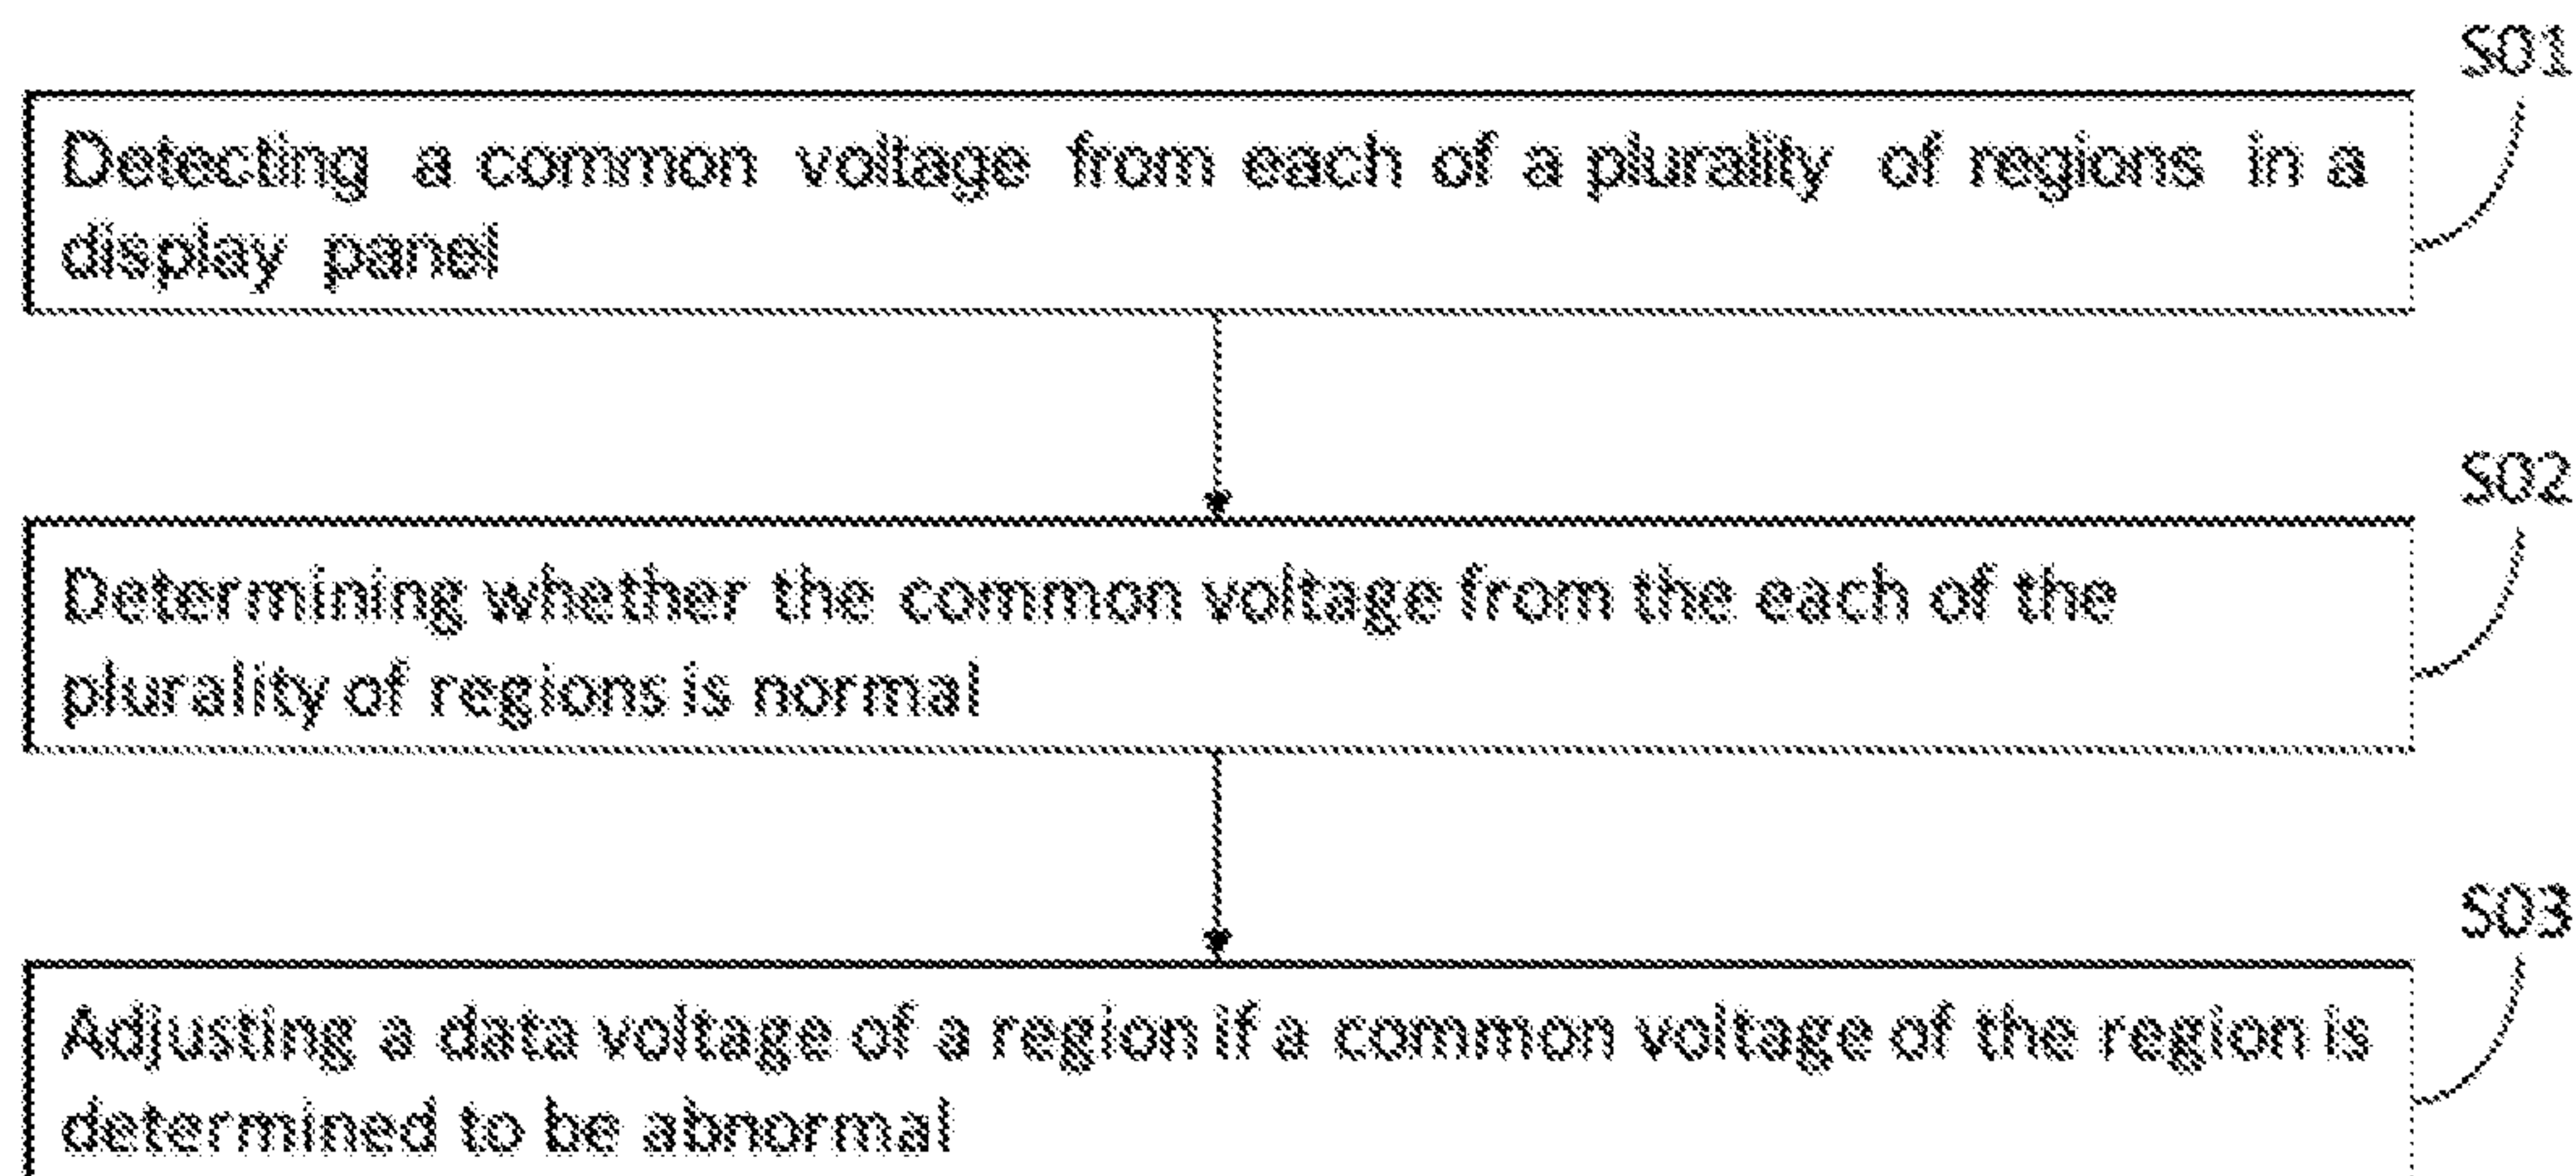 S01
Detecting a common voltage from each of a plurality of regions in a
display panel
S02
Determining whether the common voltage from the each of the
plurality of regions is normal
S03
Adjusting a data voltage of a region if a common voltage of the region is
determined to be abnormal